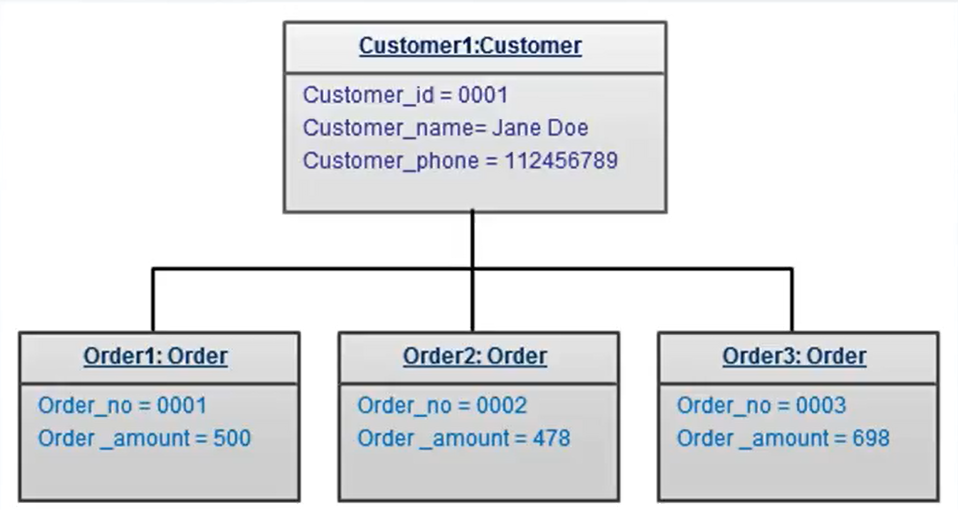 Customer1:Customer
Customer_id = 0001
Customer_name= Jane Doe
Customer_phone = 112456789
Order1: Order
Order_no = 0001
Order _amount = 500
Order2: Order
Order_no = 0002
Order _amount = 478
Order3: Order
Order_no = 0003
Order _amount = 698